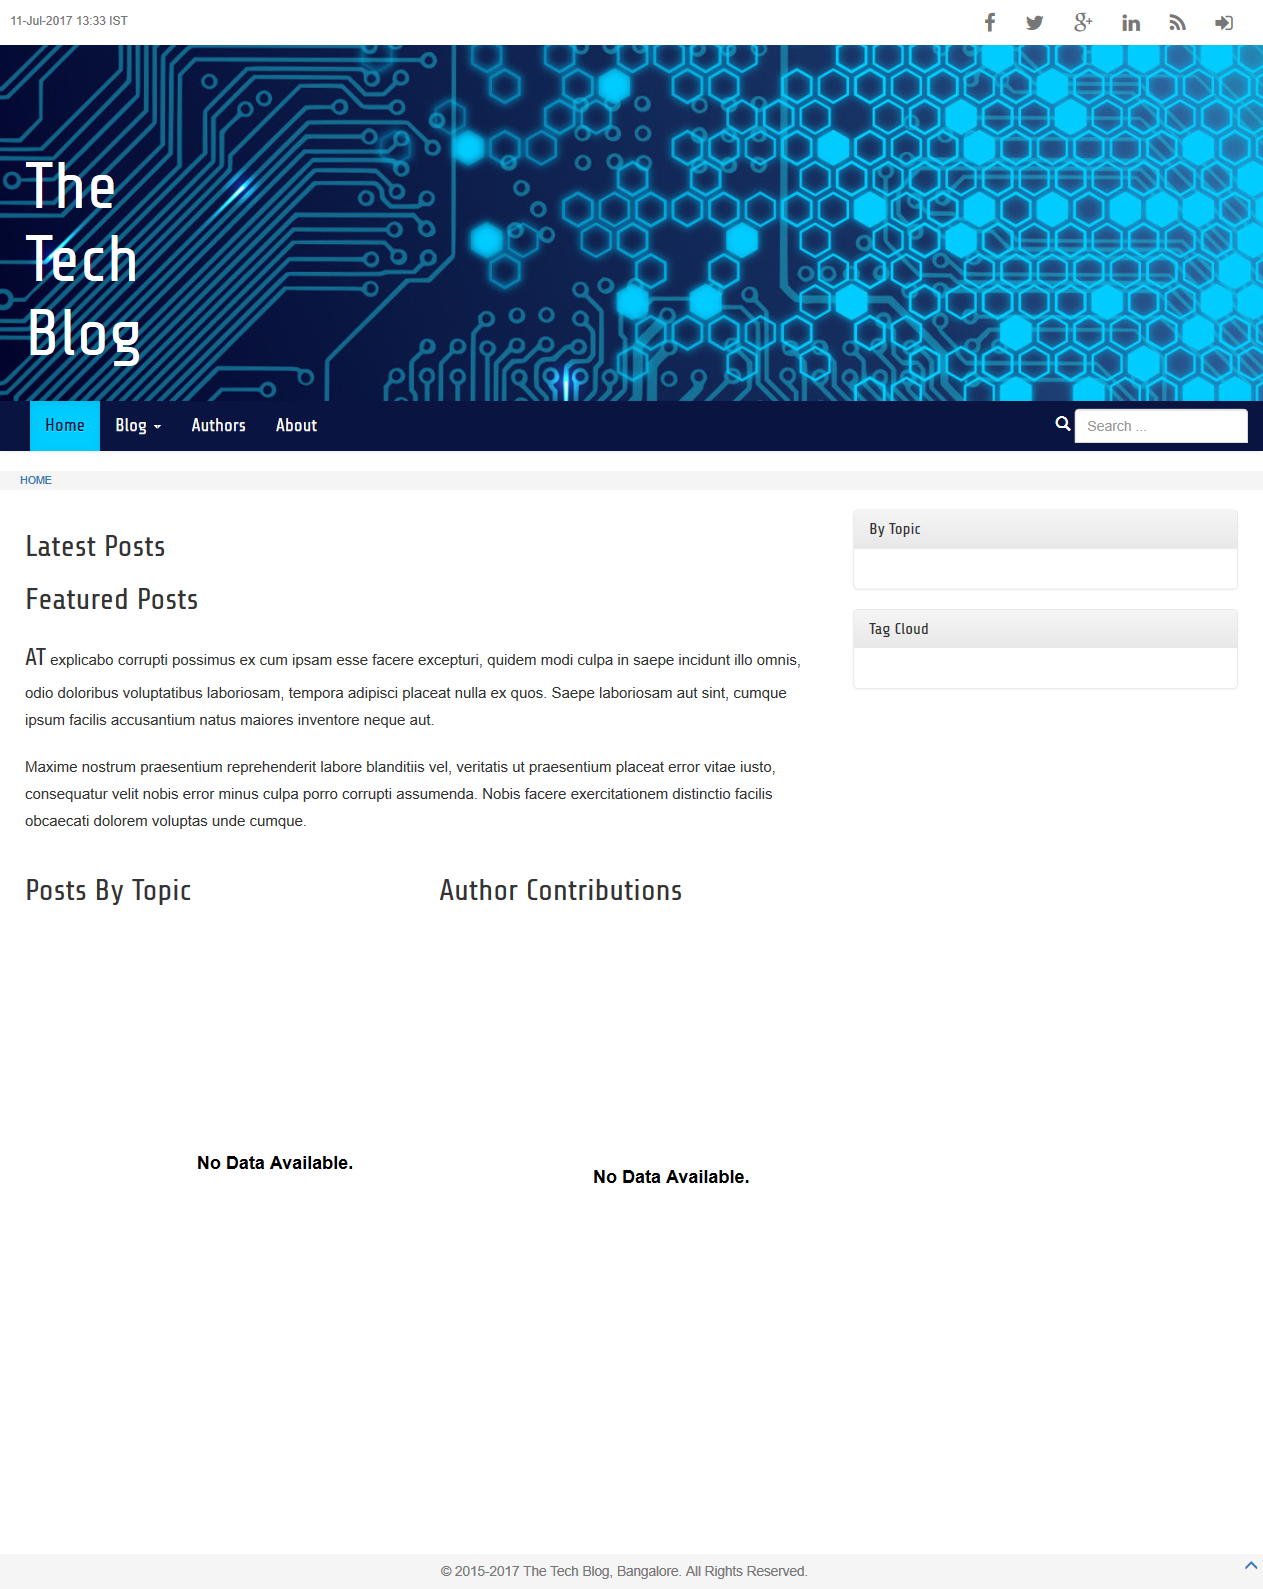 11-Jul-2017 13:33 IST
The
Tech
Blog
Home Blog Authors About Search ...
HOME
Latest Posts
Featured Posts
AT explicabo corrupti possimus ex cum ipsam esse facere excepturi, quidem modi culpa in saepe incidunt illo omnis,
odio doloribus voluptatibus laboriosam, tempora adipisci placeat nulla ex quos. Saepe laboriosam aut sint, cumque
ipsum facilis accusantium natus maiores inventore neque aut.
Maxime nostrum praesentium reprehenderit labore blanditiis vel, veritatis ut praesentium placeat error vitae iusto,
consequatur velit nobis error minus culpa porro corrupti assumenda. Nobis facere exercitationem distinctio facilis
obcaecati dolorem voluptas unde cumque.
Posts By Topic
No Data Available.
Author Contributions
No Data Available.
By Topic
Tag Cloud
© 2015-2017 The Tech Blog, Bangalore. All Rights Reserved.